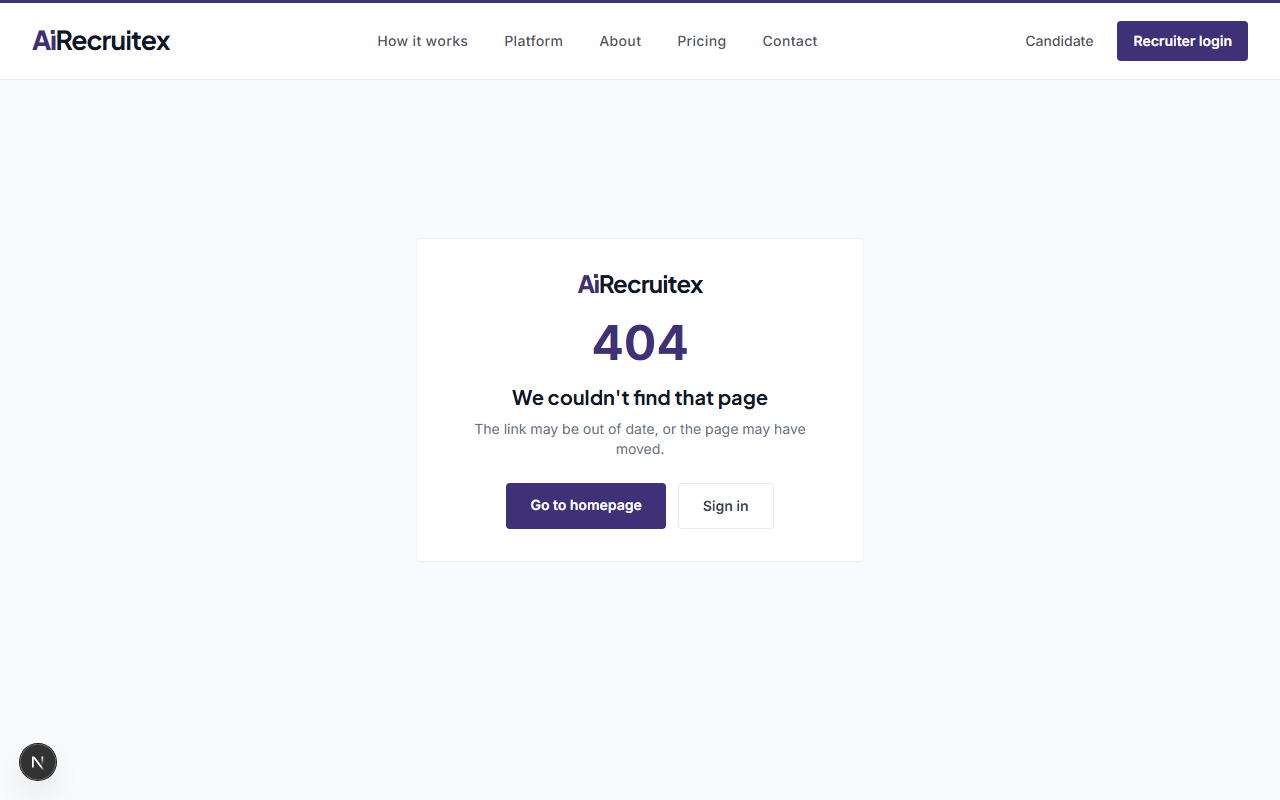 AiRecruitex
How it works
Platform
About
Pricing
Contact
Candidate
Recruiter login
AiRecruitex
404
We couldn't find that page
The link may be out of date, or the page may have
moved.
Go to homepage
Sign in
N